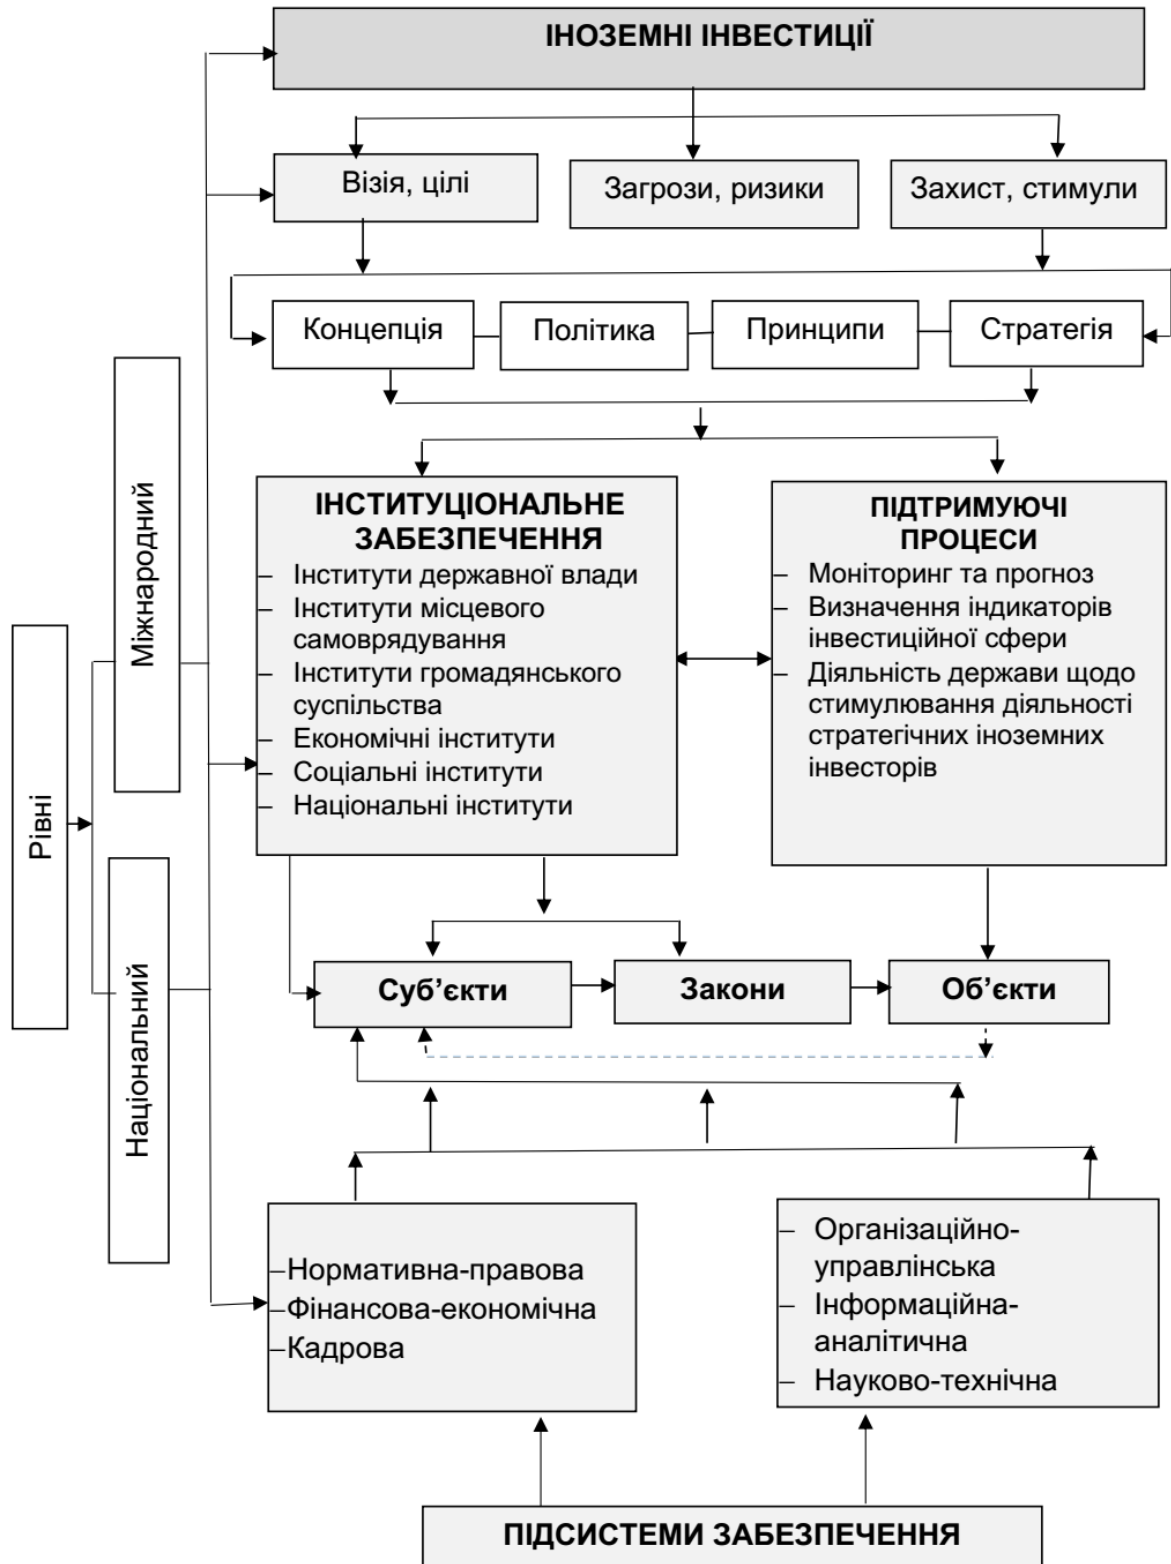 ІНОЗЕМНІ ІНВЕСТИЦІЇ
Візія, цілі
Загрози, ризики
Захист, стимули
Концепція
Політика
Принципи
Стратегія
Рівні
Міжнародний
Національний
ІНСТИТУЦІОНАЛЬНЕ
ЗАБЕЗПЕЧЕННЯ
– Інститути державної влади
– Інститути місцевого
самоврядування
– Інститути громадянського
суспільства
– Економічні інститути
– Соціальні інститути
– Національні інститути
ПІДТРИМУЮЧІ
ПРОЦЕСИ
– Моніторинг та прогноз
– Визначення індикаторів
інвестиційної сфери
– Діяльність держави щодо
стимулювання діяльності
стратегічних іноземних
інвесторів
Суб’єкти
Закони
Об’єкти
–Нормативна-правова
–Фінансова-економічна
–Кадрова
– Організаційно-
управлінська
– Інформаційна-
аналітична
– Науково-технічна
ПІДСИСТЕМИ ЗАБЕЗПЕЧЕННЯ